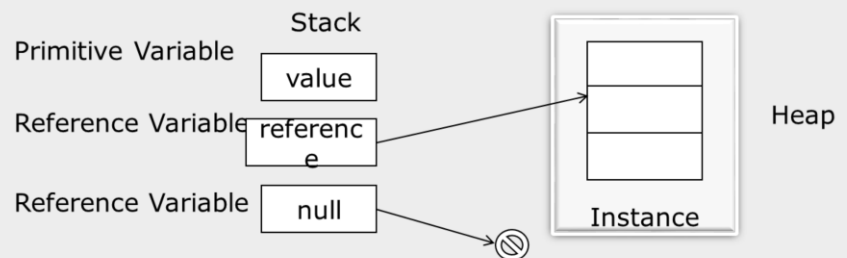 Stack
Primitive Variable
value
Reference Variable
referenc
e
Heap
Reference Variable
null
Instance